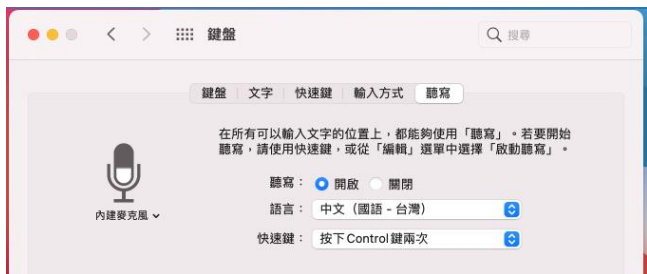 鍵盤
搜尋
鍵盤 文字 快速鍵 輸入方式 聽寫
在所有可以輸入文字的位置上，都能夠使用「聽寫」。若要開始
聽寫，請使用快速鍵，或從「編輯」選單中選擇「啟動聽寫」。
聽寫： 開啟 關閉
內建麥克風
語言： 中文（國語 - 台灣）
快速鍵： 按下 Control 鍵兩次